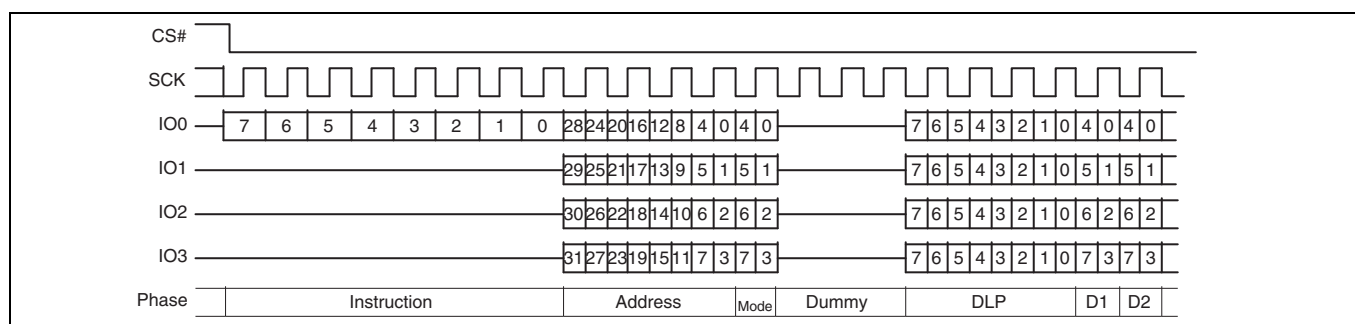 CS#
SCK
IO0 7 6 5 4 3 2 1 0 28 24 20 16 12 8 4 0 4 0 7 6 5 4 3 2 1 0 4 0 4 0
IO1 29 25 21 17 13 9 5 1 5 1 7 6 5 4 3 2 1 0 5 1 5 1
IO2 30 26 22 18 14 10 6 2 6 2 7 6 5 4 3 2 1 0 6 2 6 2
IO3 31 27 23 19 15 11 7 3 7 3 7 6 5 4 3 2 1 0 7 3 7 3
Phase Instruction Address Mode Dummy DLP D1 D2